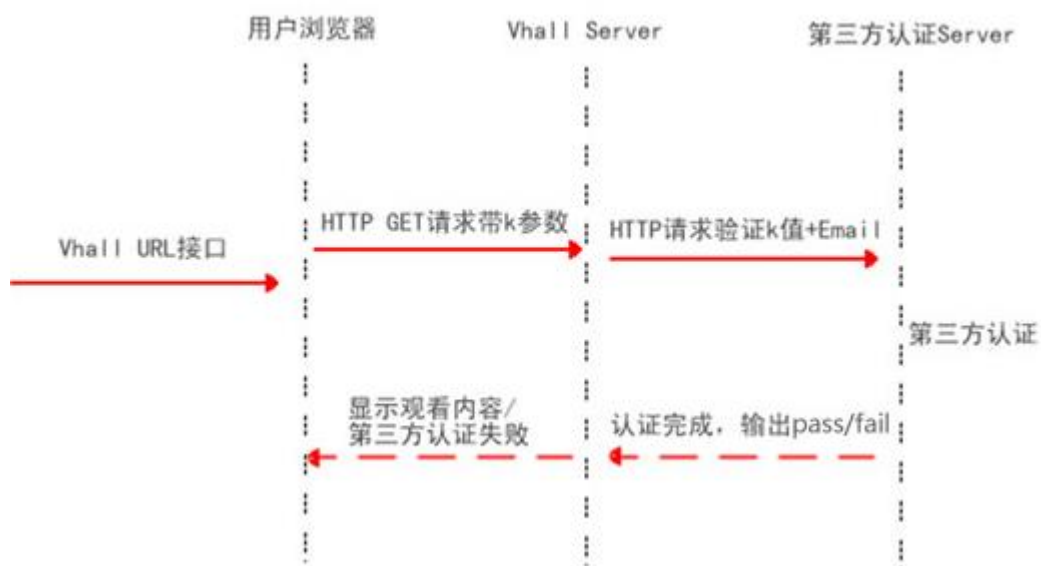 用户浏览器
Vhall Server
第三方认证Server
HTTP GET请求带k参数
HTTP请求验证k值+Email
Vhall URL接口
第三方认证
显示观看内容/
第三方认证失败
认证完成，输出pass/fail